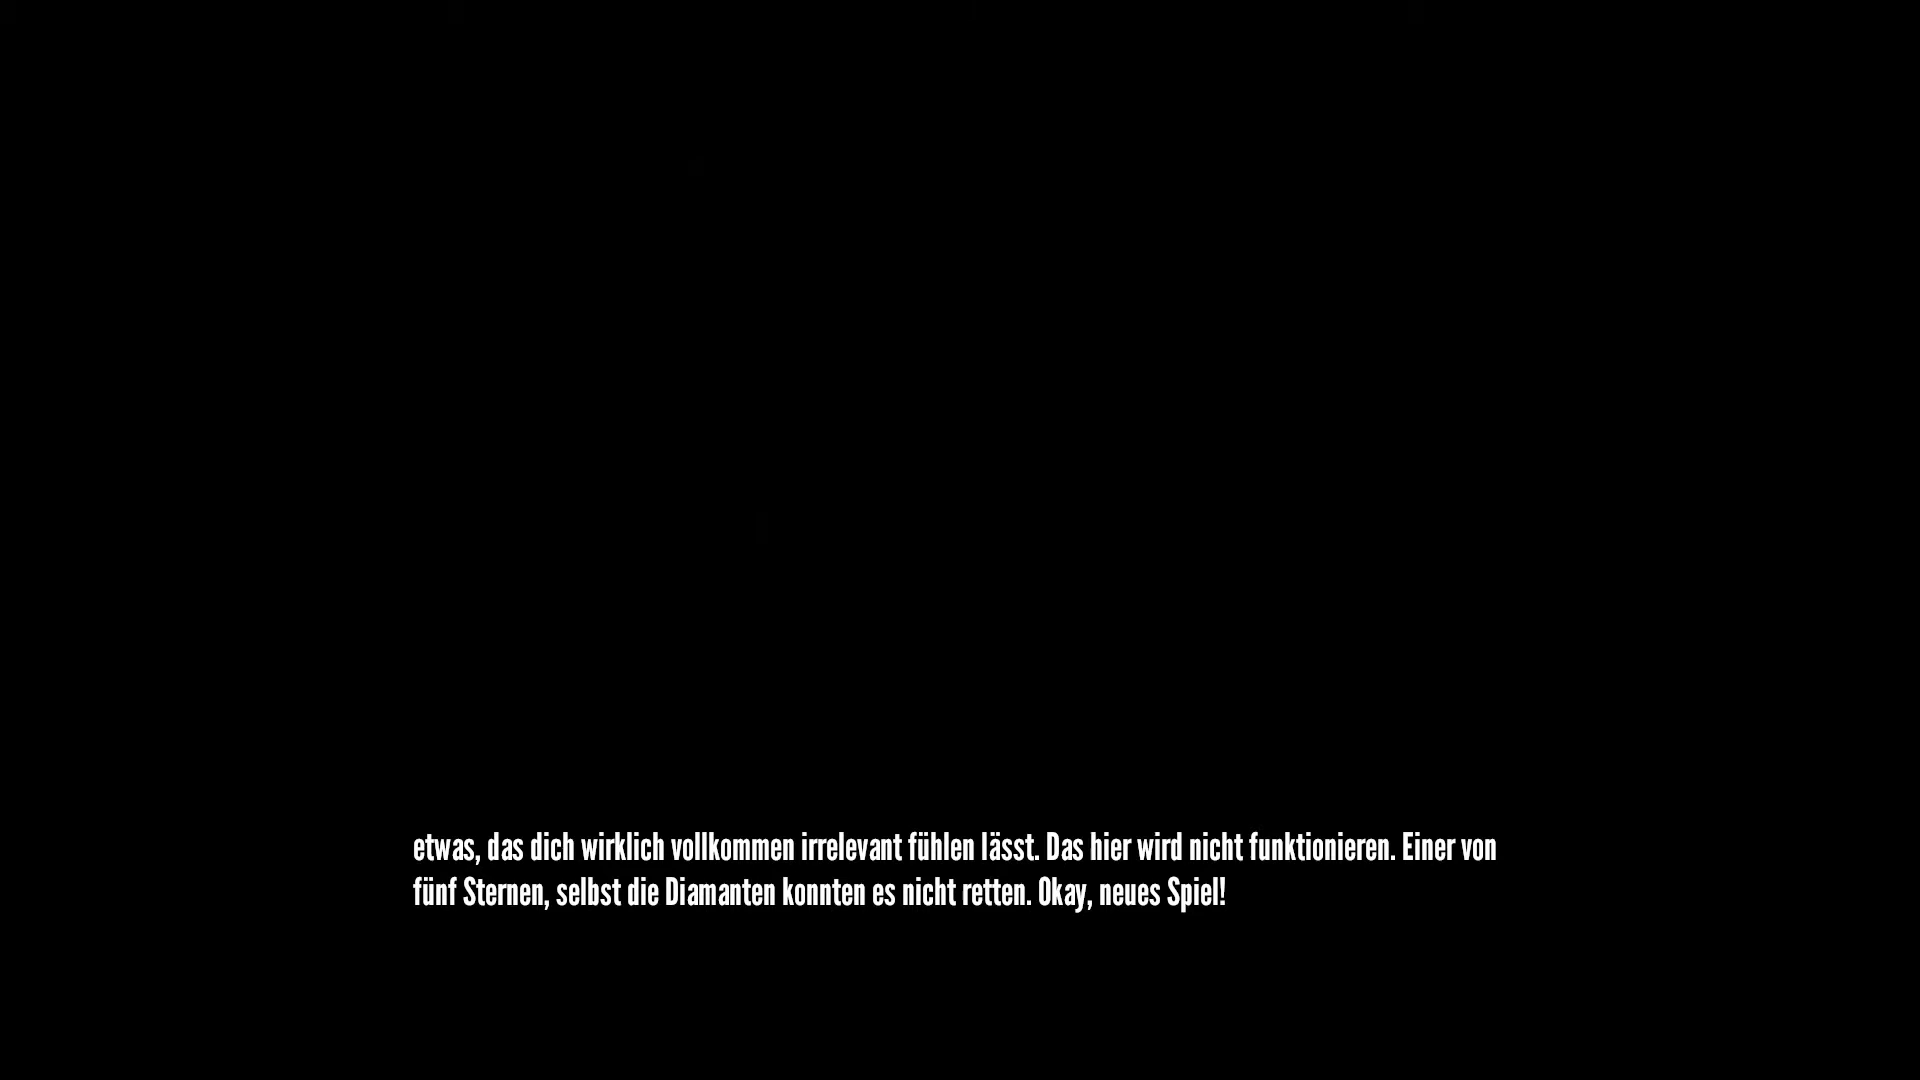 etwas, das dich wirklich vollkommen irrelevant fühlen lässt. Das hier wird nicht funktionieren. Einer von
fünf Sternen, selbst die Diamanten konnten es nicht retten. Okay, neues Spiel!